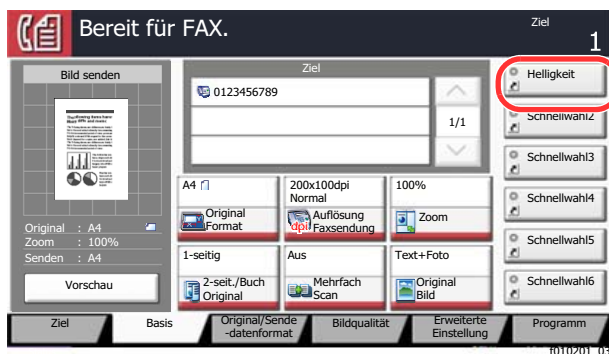 Bereit für FAX.
Ziel
1
Bild senden
Original : A4
Zoom : 100%
Senden : A4
Vorschau
Ziel
0123456789
1/1
A4
Original
Format
200x100dpi
Normal
dpi
Auflösung
Faxsendung
100%
Zoom
1-seitig
2-seit./Buch
Original
Aus
Mehrfach
Scan
Text+Foto
Original
Bild
Helligkeit
Schnellwahl2
Schnellwahl3
Schnellwahl4
Schnellwahl5
Schnellwahl6
Ziel
Basis
Original/Sende
-datenformat
Bildqualität
Erweiterte
Einstellung
Programm